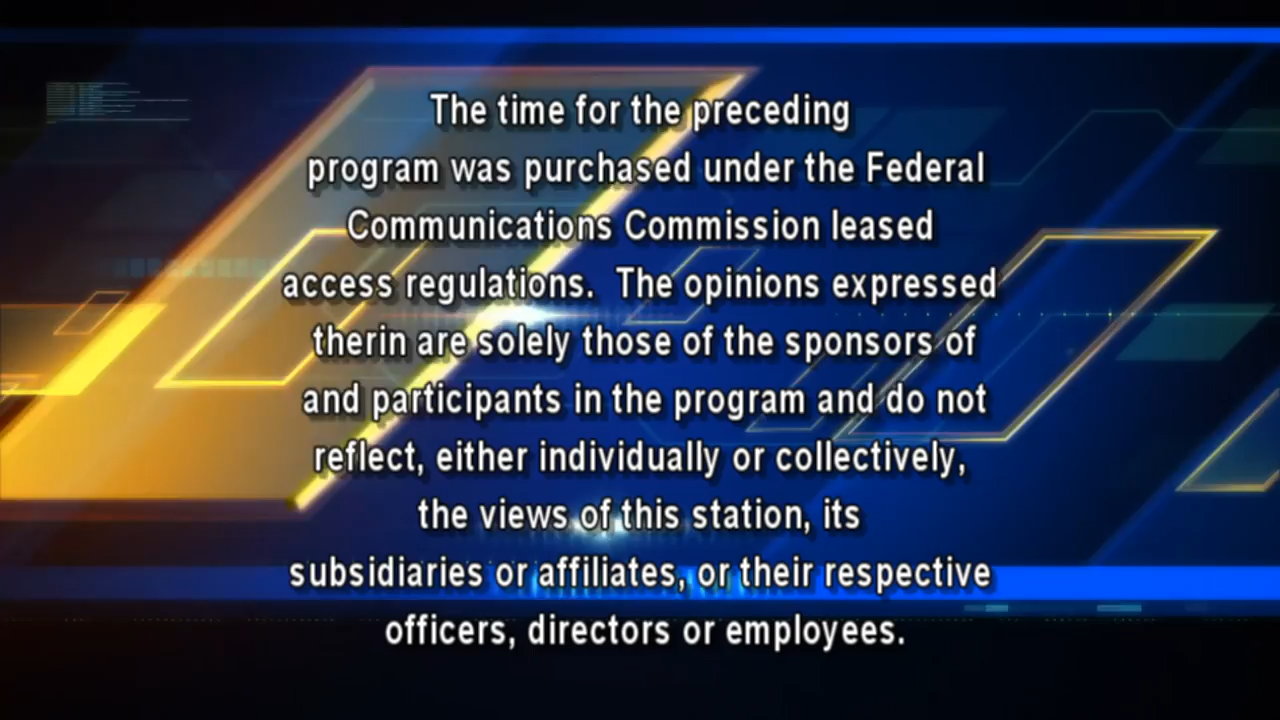 The time for the preceding
program was purchased under the Federal
Communications Commission leased
access regulations.  The opinions expressed
therin are solely those of the sponsors of
and participants in the program and do not
reflect, either individually or collectively,
the views of this station, its
subsidiaries or affiliates, or their respective
officers, directors or employees.